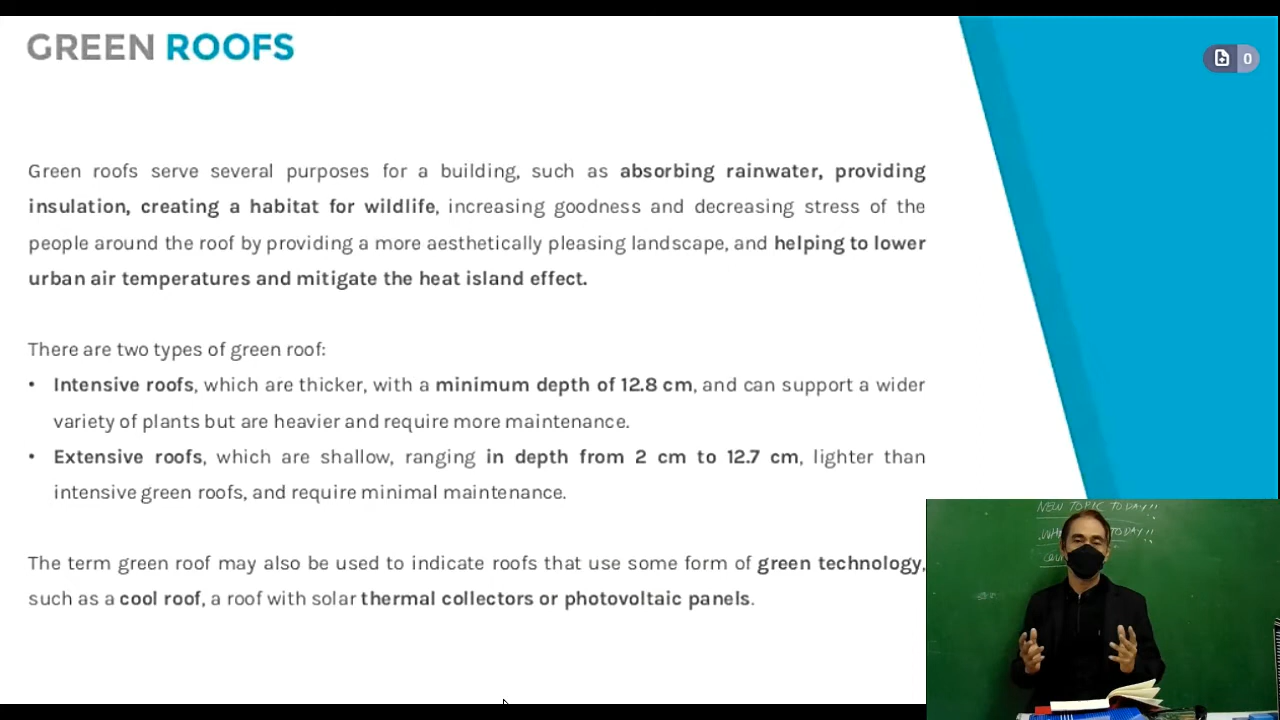 GREEN ROOFS
0
Green roofs serve several purposes for a building, such as absorbing rainwater, providing
insulation, creating a habitat for wildlife, increasing goodness and decreasing stress of the
people around the roof by providing a more aesthetically pleasing landscape, and helping to lower
urban air temperatures and mitigate the heat island effect.
There are two types of green roof:
• Intensive roofs, which are thicker, with a minimum depth of 12.8 cm, and can support a wider
variety of plants but are heavier and require more maintenance.
• Extensive roofs, which are shallow, ranging in depth from 2 cm to 12.7 cm, lighter than
intensive green roofs, and require minimal maintenance.
The term green roof may also be used to indicate roofs that use some form of green technology,
such as a cool roof, a roof with solar thermal collectors or photovoltaic panels.
NEW TOPIC TODAY!!
TODAY!!